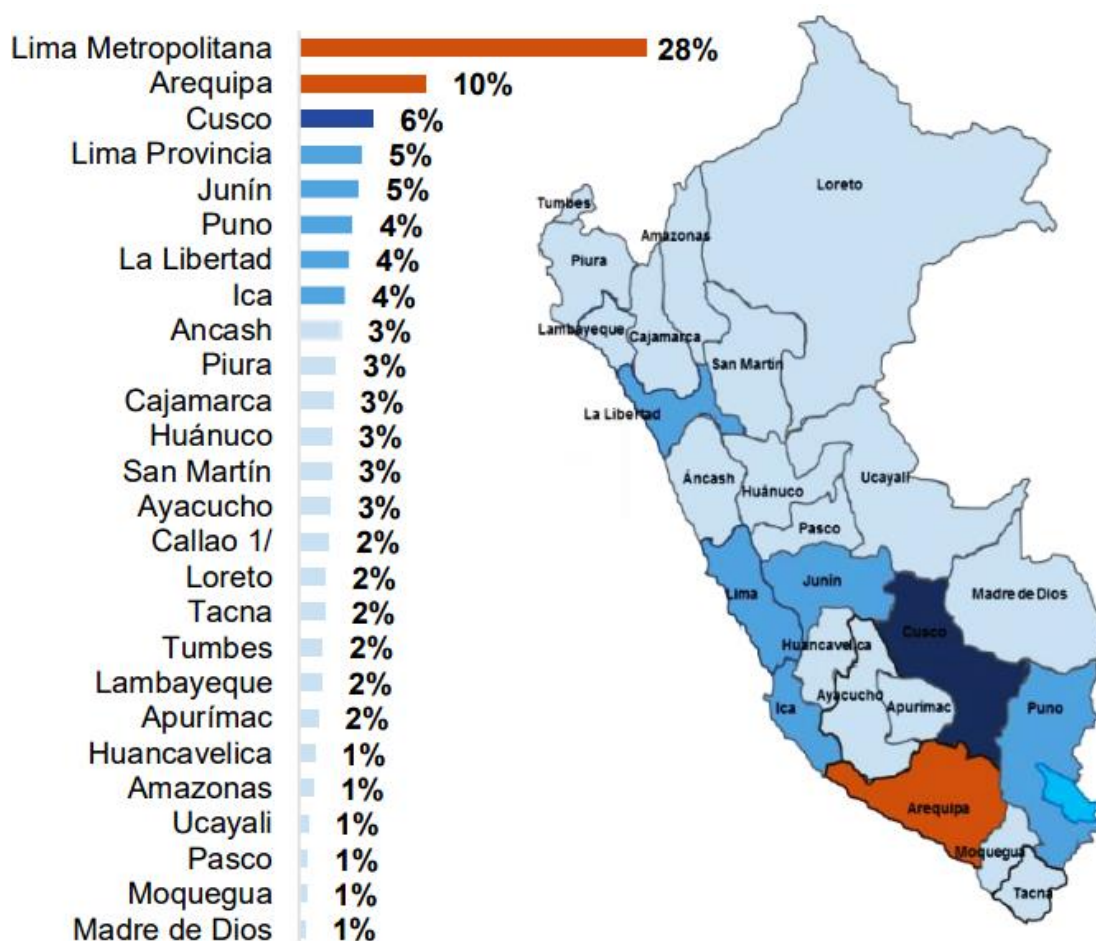 Lima Metropolitana 28%
Arequipa 10%
Cusco 6%
Lima Provincia 5%
Junín 5%
Puno 4%
La Libertad 4%
Ica 4%
Ancash 3%
Piura 3%
Cajamarca 3%
Huánuco 3%
San Martín 3%
Ayacucho 3%
Callao 1/ 2%
Loreto 2%
Tacna 2%
Tumbes 2%
Lambayeque 2%
Apurímac 2%
Huancavelica 1%
Amazonas 1%
Ucayali 1%
Pasco 1%
Moquegua 1%
Madre de Dios 1%
Loreto
Tumbes
Amazonas
Piura
Lambayeque
Cajamarca
San Martín
La Libertad
Áncash
Huánuco
Ucayali
Pasco
Junín
Lima
Madre de Dios
Cusco
Huancavelica
Ayacucho
Apurímac
Ica
Puno
Arequipa
Moquegua
Tacna